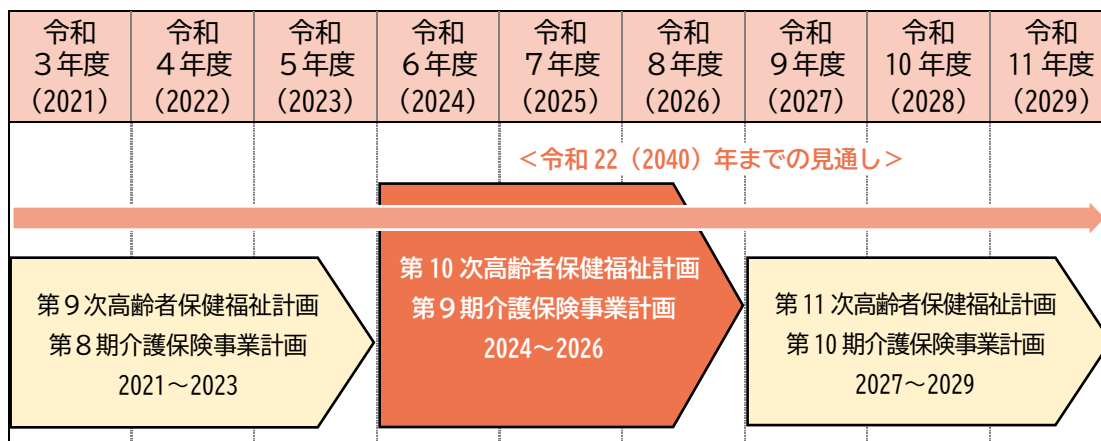 令和
３年度
（2021）
令和
４年度
（2022）
令和
５年度
（2023）
令和
６年度
（2024）
令和
７年度
（2025）
令和
８年度
（2026）
令和
９年度
（2027）
令和
10 年度
（2028）
令和
11 年度
（2029）
＜令和 22（2040）年までの見通し＞
第９次高齢者保健福祉計画
第８期介護保険事業計画
2021～2023
第 10 次高齢者保健福祉計画
第９期介護保険事業計画
2024～2026
第 11 次高齢者保健福祉計画
第 10 期介護保険事業計画
2027～2029